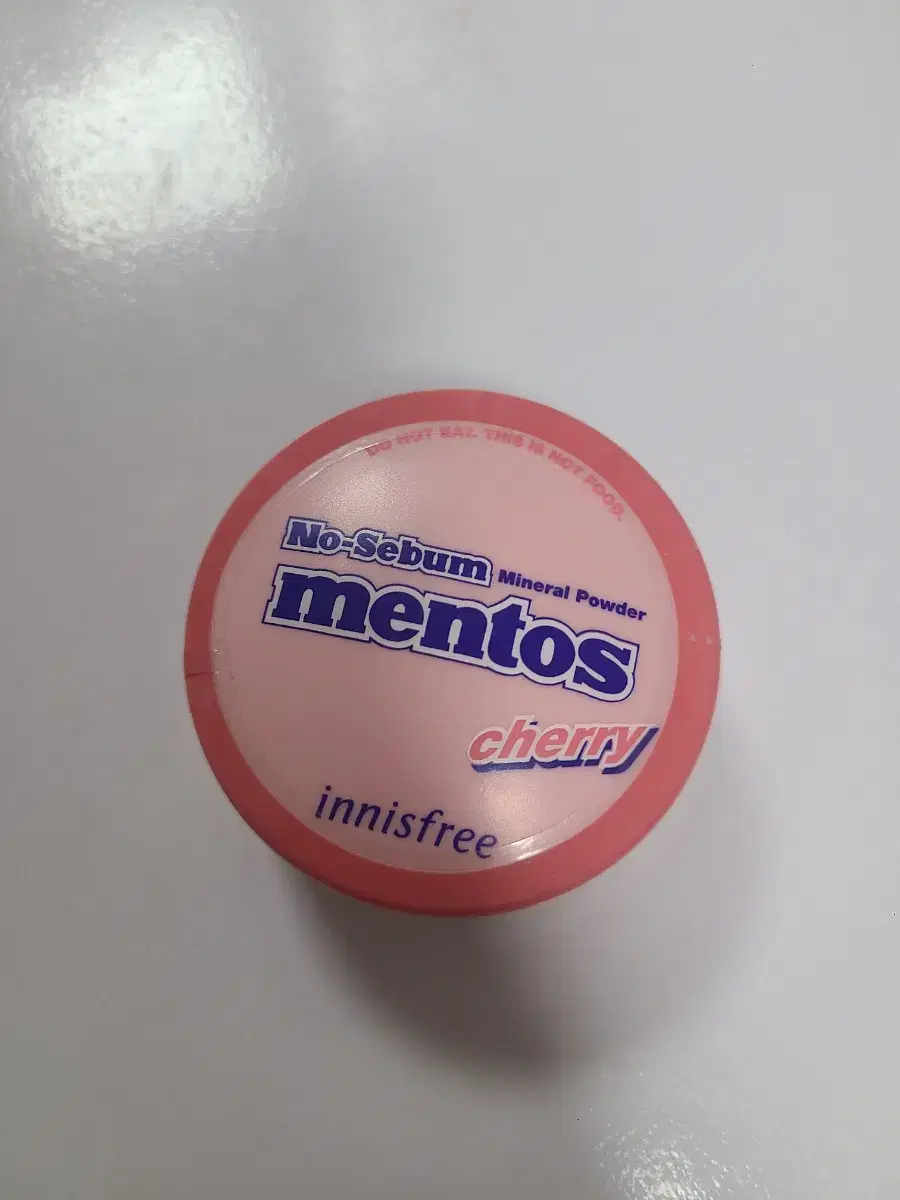 DO NOT EAT. THIS IS NOT FOOD.
No-Sebum
Mineral Powder
mentos
cherry
innisfree